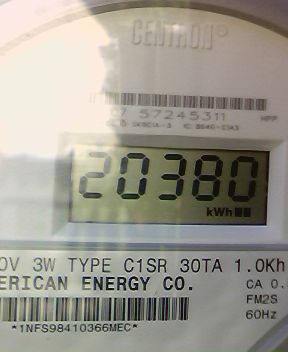 CENTRON®
57245311
20380
kWh
0V 3W TYPE C1SR 30TA 1.0Kh
ERICAN ENERGY CO.
CA 0.
FM2S
60Hz
*1NFS98410366MEC*